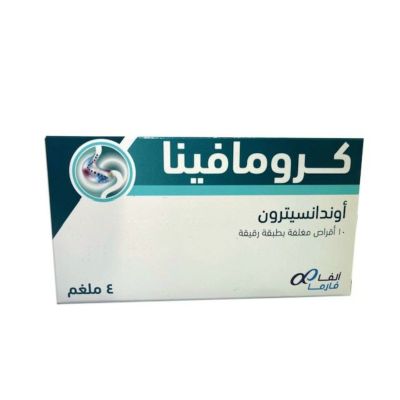 كرومافينا
أوندانسيترون
١٠ أقراص مغلفة بطبقة رقيقة
٤ ملغم
ألفا
فارما